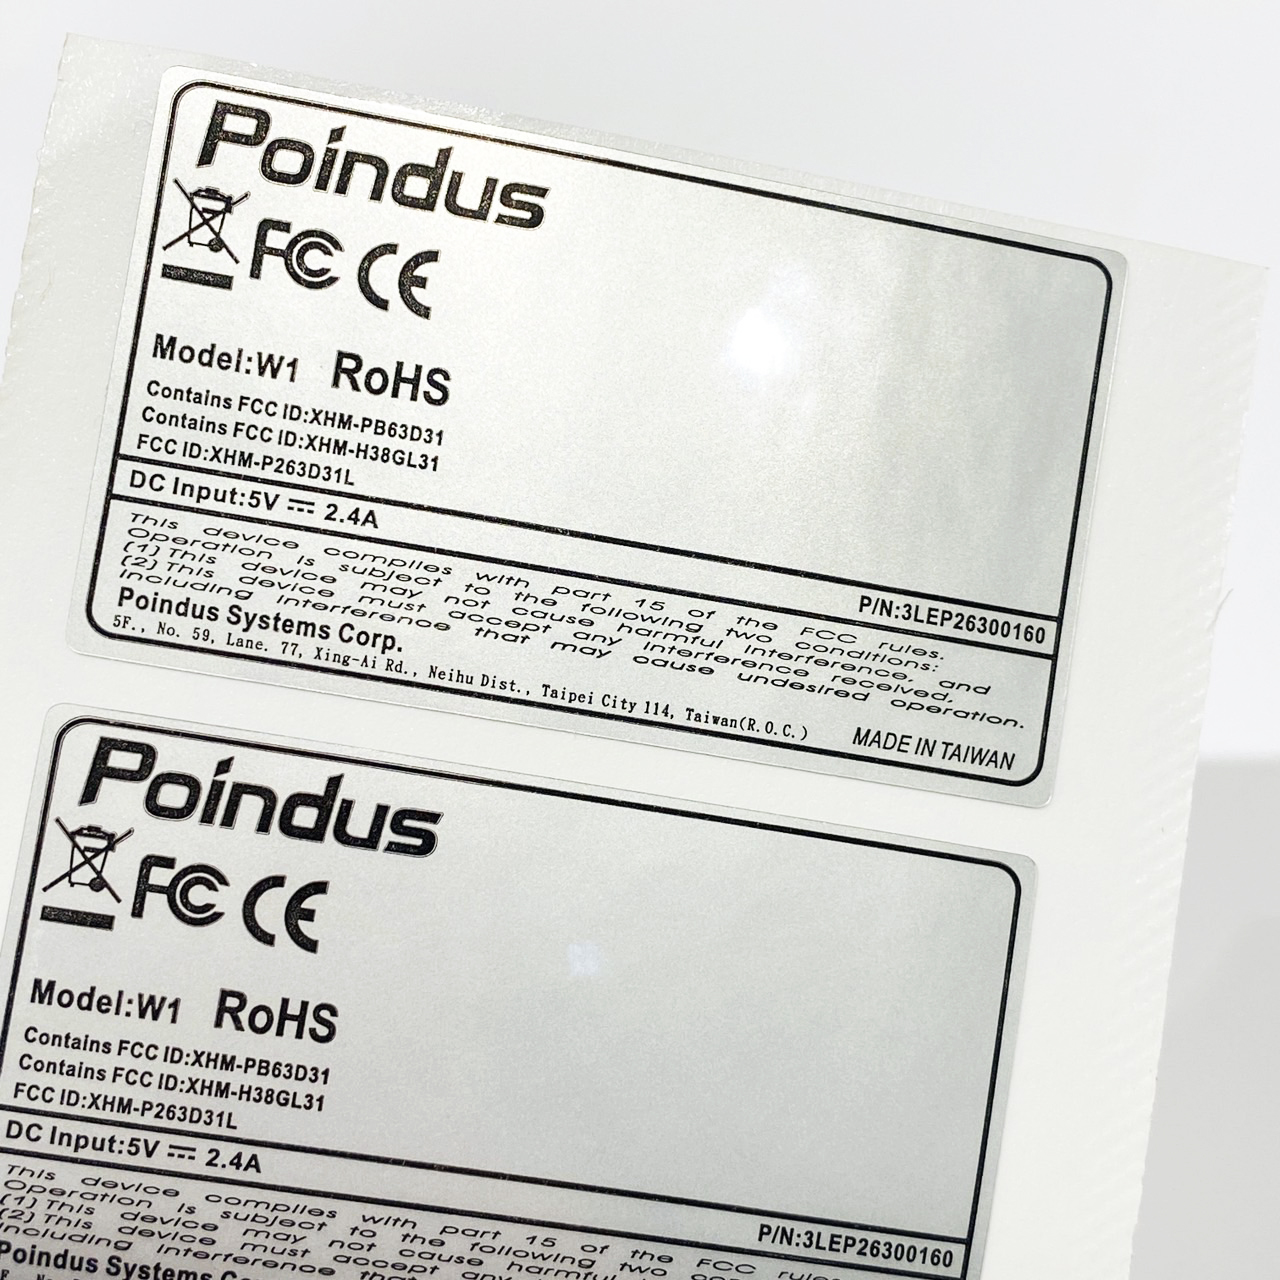 Poindus
FC CE
Model:W1 RoHS
Contains FCC ID:XHM-PB63D31
Contains FCC ID:XHM-H38GL31
FCC ID:XHM-P263D31L
DC Input:5V ⎓ 2.4A
P/N:3LEP26300160
This device complies with part 15 of the FCC rules.
Operation is subject to the following two conditions:
(1) This device may not cause harmful interference, and
(2) This device must accept any interference received,
including interference that may cause undesired operation.
Poindus Systems Corp.
5F., No. 59, Lane. 77, Xing-Ai Rd., Neihu Dist., Taipei City 114, Taiwan(R.O.C.)
MADE IN TAIWAN
Poindus
FC CE
Model:W1 RoHS
Contains FCC ID:XHM-PB63D31
Contains FCC ID:XHM-H38GL31
FCC ID:XHM-P263D31L
DC Input:5V ⎓ 2.4A
P/N:3LEP26300160
This device complies with part 15 of the FCC rules
Operation is subject to the following two
(1) This device may not cause harmful
(2) This device must accept any
including interference
Poindus Systems